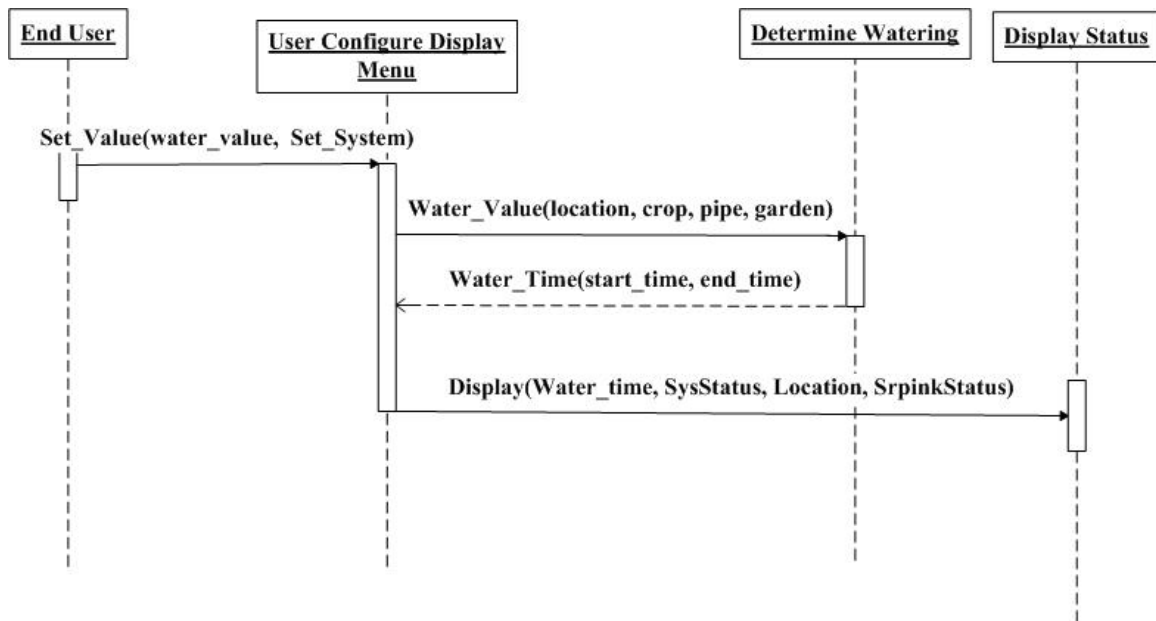 End User
User Configure Display
Menu
Determine Watering
Display Status
Set_Value(water_value, Set_System)
Water_Value(location, crop, pipe, garden)
Water_Time(start_time, end_time)
Display(Water_time, SysStatus, Location, SrpinkStatus)